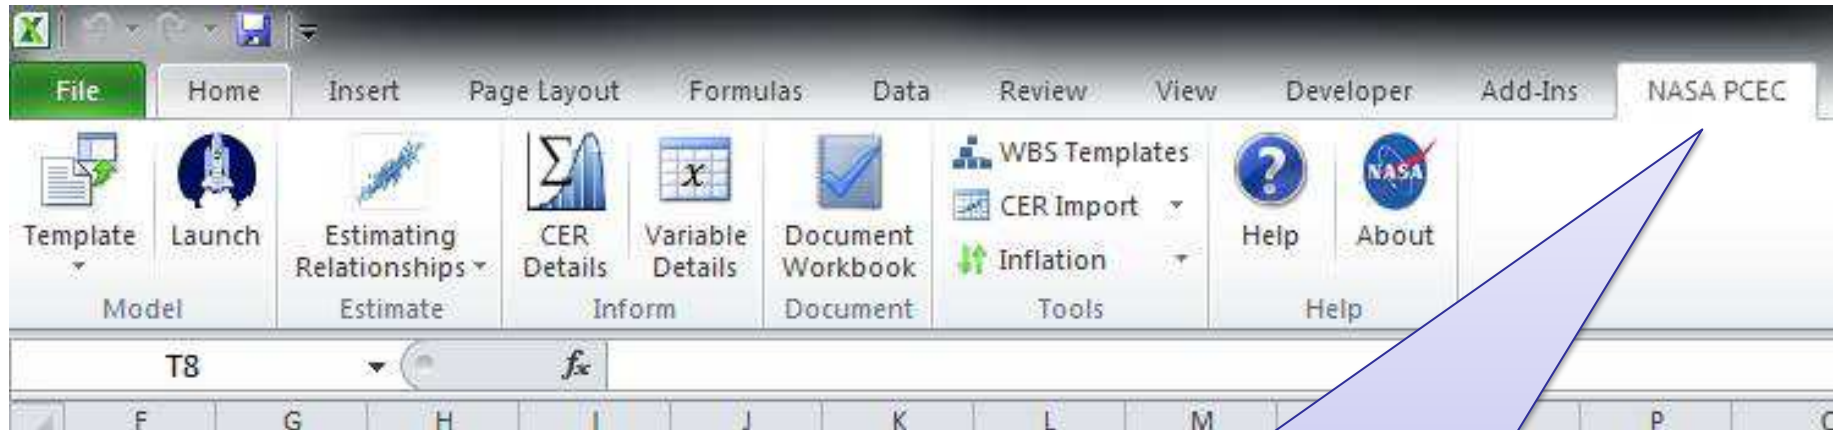 File Home Insert Page Layout Formulas Data Review View Developer Add-Ins NASA PCEC
WBS Templates
CER Import
Inflation
Template Launch Estimating Relationships CER Details Variable Details Document Workbook Help About
NASA
Model Estimate Inform Document Tools Help
T8 fx
F G H I J K L M P